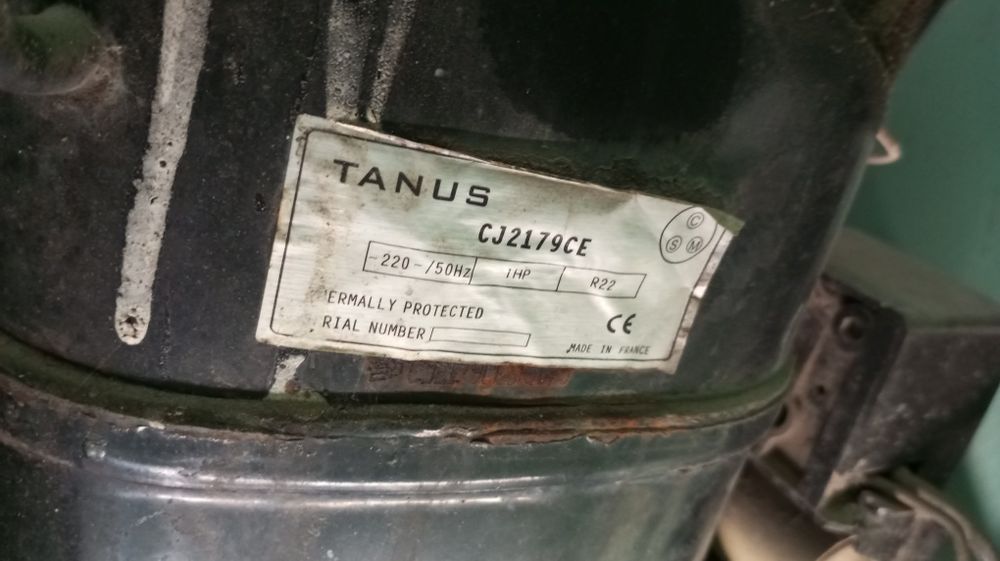 TANUS
CJ2179CE
C
S M
-220-/50Hz 1HP R22
ERMALLY PROTECTED
RIAL NUMBER
CE
MADE IN FRANCE